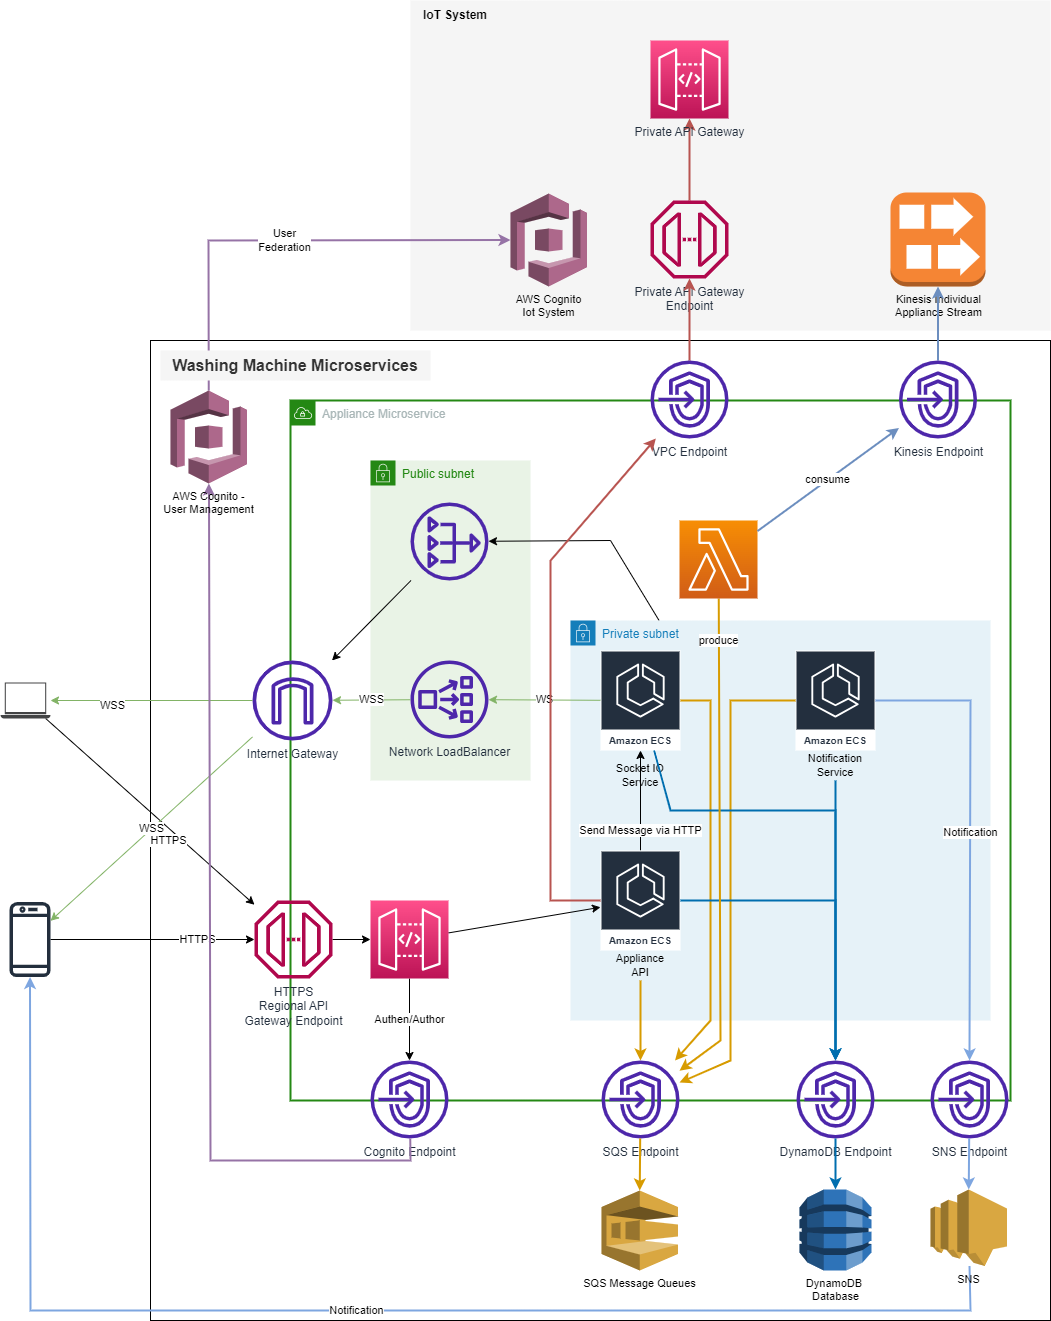 IoT System
Private API Gateway
User
Federation
AWS Cognito
Iot System
Private API Gateway
Endpoint
Kinesis Individual
Appliance Stream
Washing Machine Microservices
Appliance Microservice
VPC Endpoint
Kinesis Endpoint
AWS Cognito -
User Management
Public subnet
consume
Private subnet
produce
WSS
WSS
WS
Internet Gateway
Network LoadBalancer
Amazon ECS
Socket IO
Service
Amazon ECS
Notification
Service
WSS
HTTPS
Send Message via HTTP
Notification
HTTPS
Amazon ECS
Appliance
API
HTTPS
Regional API
Gateway Endpoint
Authen/Author
Cognito Endpoint
SQS Endpoint
DynamoDB Endpoint
SNS Endpoint
SQS Message Queues
DynamoDB
Database
SNS
Notification